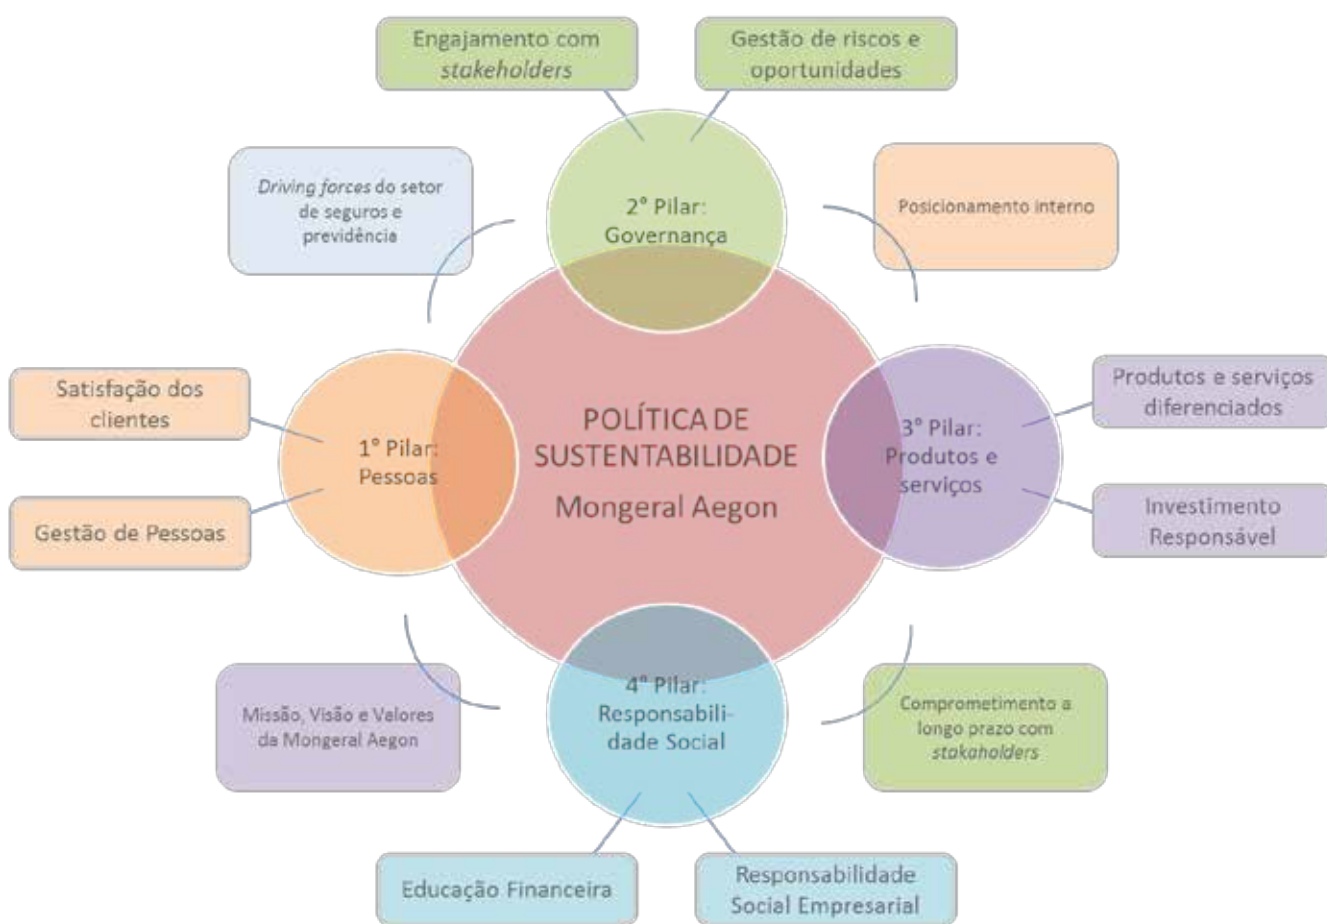 Engajamento com
stakeholders
Gestão de riscos e
oportunidades
Driving forces do setor
de seguros e
previdência
2° Pilar:
Governança
Posicionamento interno
Satisfação dos
clientes
Gestão de Pessoas
1° Pilar:
Pessoas
POLÍTICA DE
SUSTENTABILIDADE
Mongeral Aegon
3° Pilar:
Produtos e
serviços
Produtos e serviços
diferenciados
Investimento
Responsável
Missão, Visão e Valores
da Mongeral Aegon
4° Pilar:
Responsabili-
dade Social
Comprometimento a
longo prazo com
stakaholders
Educação Financeira
Responsabilidade
Social Empresarial